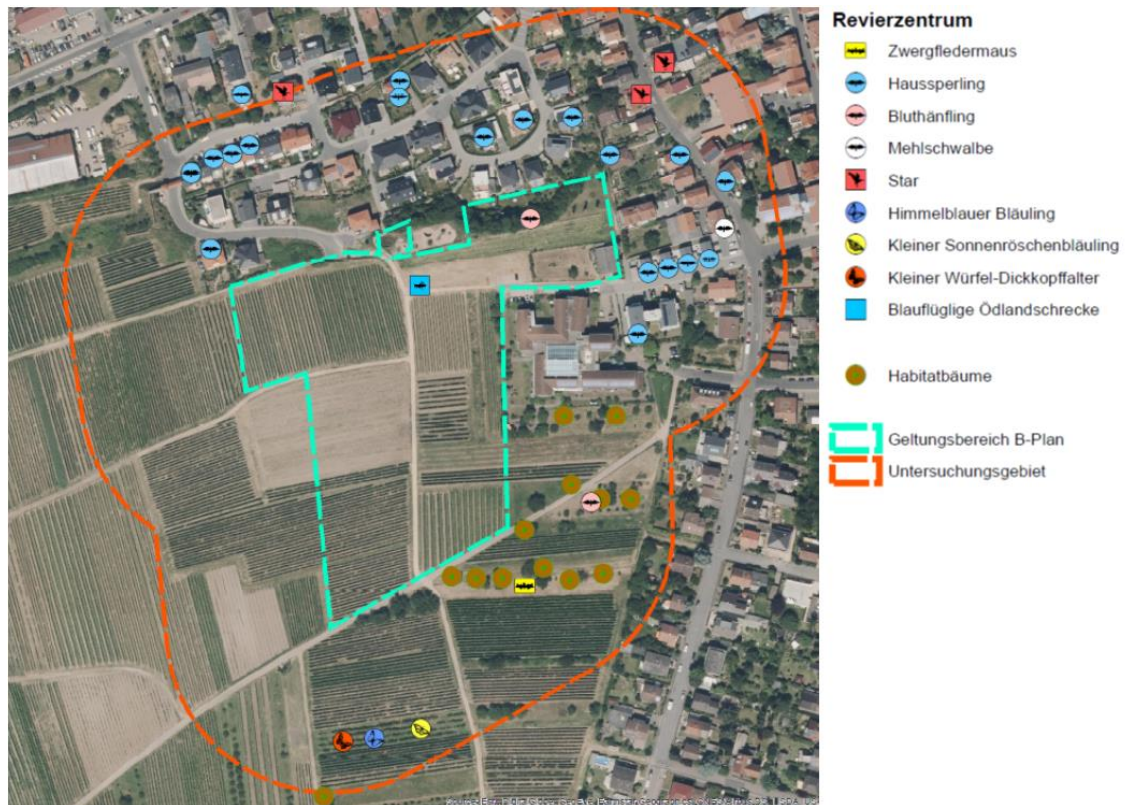 Revierzentrum
Zwergfledermaus
Haussperling
Bluthänfling
Mehlschwalbe
Star
Himmelblauer Bläuling
Kleiner Sonnenröschenbläuling
Kleiner Würfel-Dickkopffalter
Blauflüglige Ödlandschrecke
Habitatbäume
Geltungsbereich B-Plan
Untersuchungsgebiet